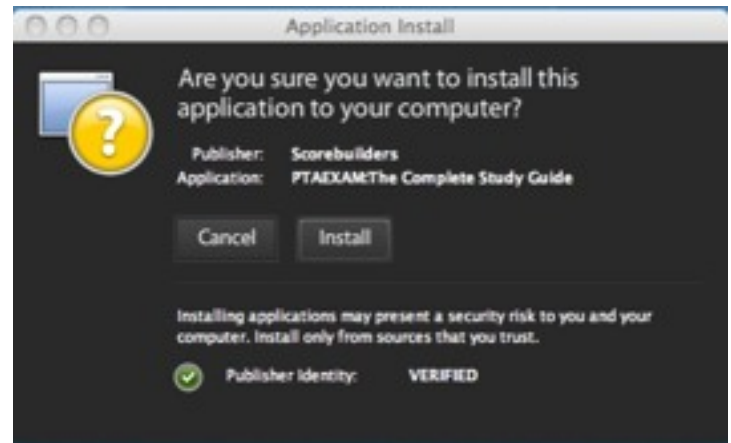 Application Install
Are you sure you want to install this
application to your computer?
Publisher: Scorebuilders
Application: PTAEXAM:The Complete Study Guide
Cancel Install
Installing applications may present a security risk to you and your
computer. Install only from sources that you trust.
Publisher Identity: VERIFIED
?